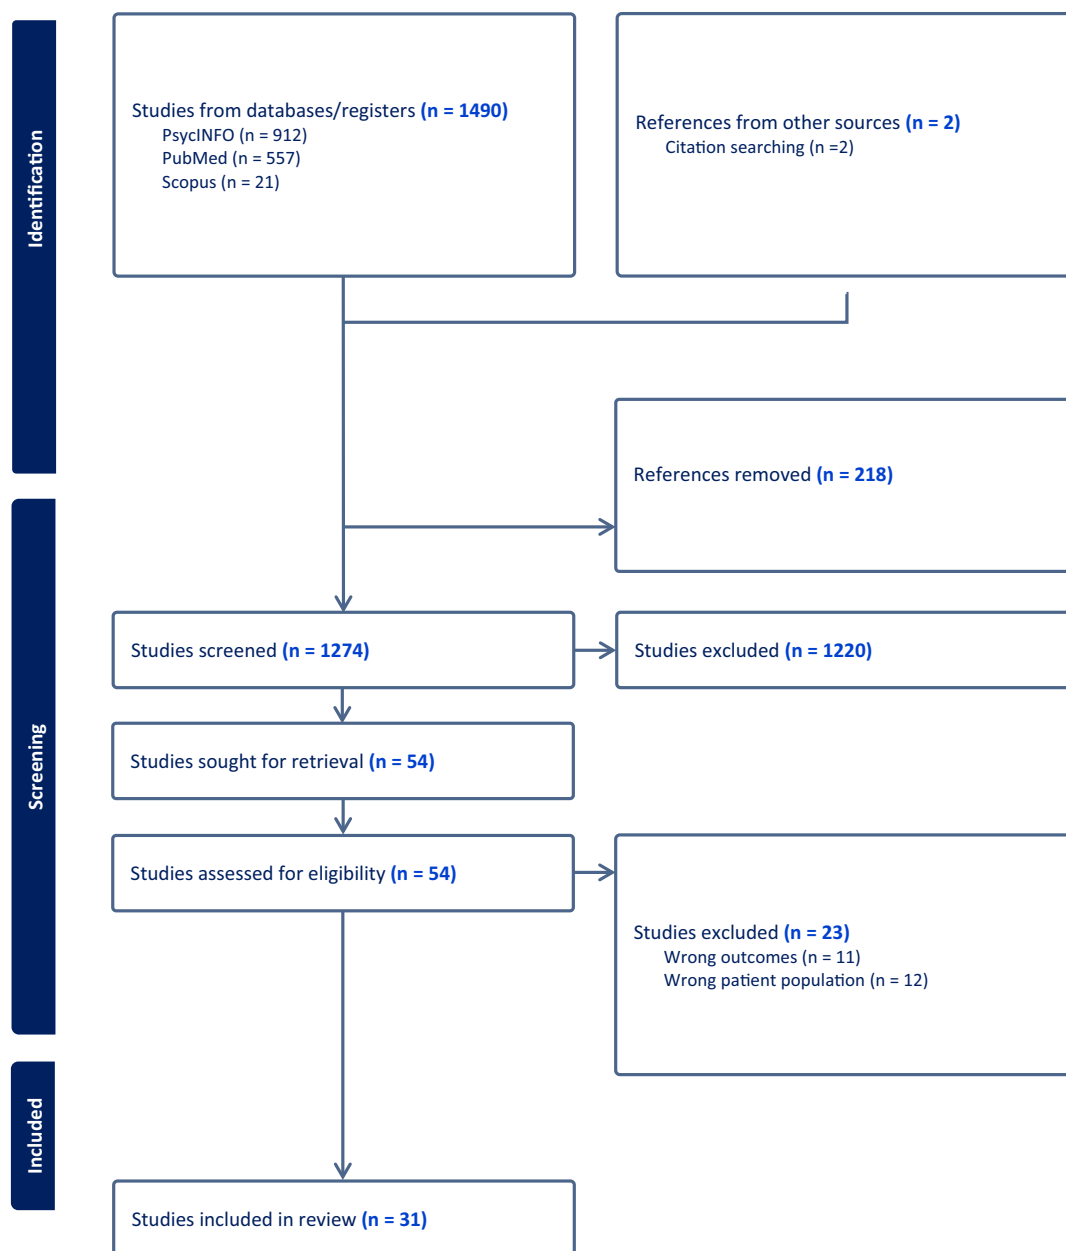 Identification
Studies from databases/registers (n = 1490)
PsycINFO (n = 912)
PubMed (n = 557)
Scopus (n = 21)
References from other sources (n = 2)
Citation searching (n =2)
References removed (n = 218)
Screening
Studies screened (n = 1274)
Studies excluded (n = 1220)
Studies sought for retrieval (n = 54)
Studies assessed for eligibility (n = 54)
Studies excluded (n = 23)
Wrong outcomes (n = 11)
Wrong patient population (n = 12)
Included
Studies included in review (n = 31)